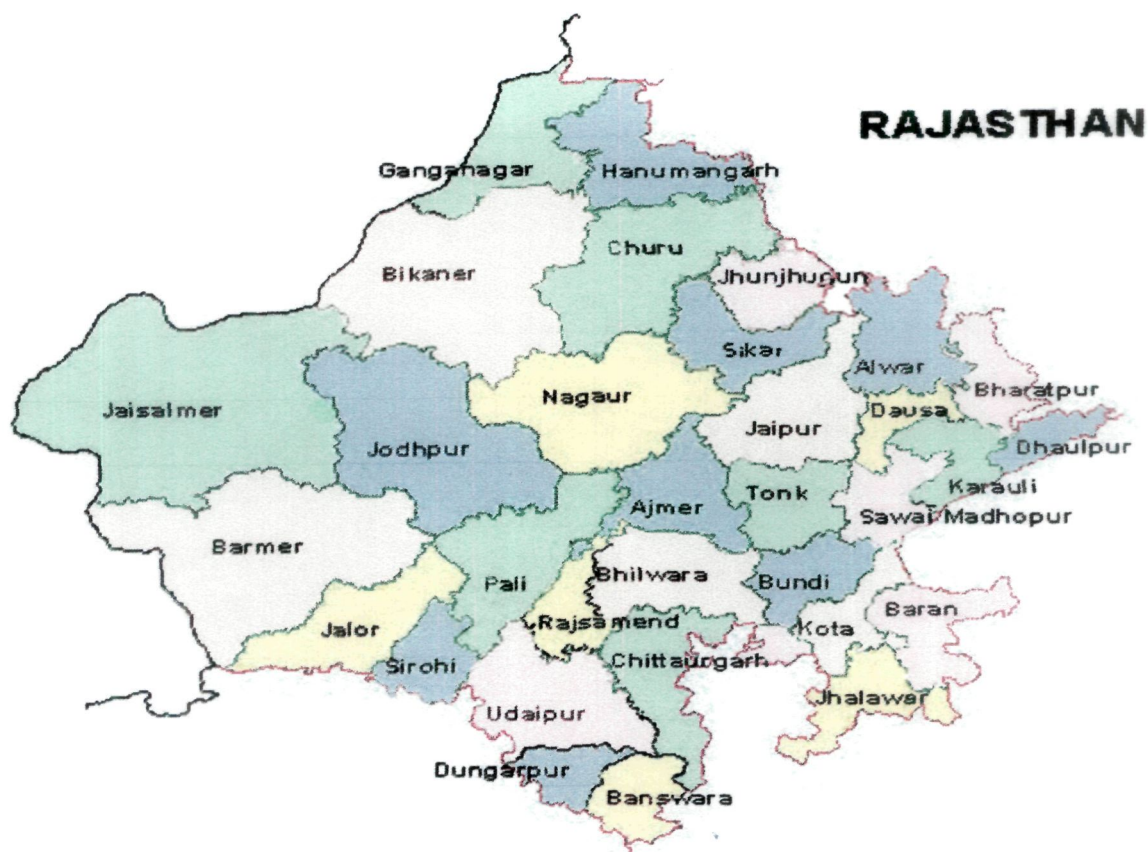 RAJASTHAN
Ganganagar
Hanumangarh
Churu
Bikaner
Jhunjhunun
Sikar
Alwar
Bharatpur
Nagaur
Jaisalmer
Dausa
Jaipur
Jodhpur
Dhaulpur
Karauli
Tonk
Ajmer
Sawai Madhopur
Barmer
Pali
Bhilwara
Bundi
Baran
Jalor
Rajsamend
Kota
Sirohi
Chittaurgarh
Jhalawar
Udaipur
Dungarpur
Banswara